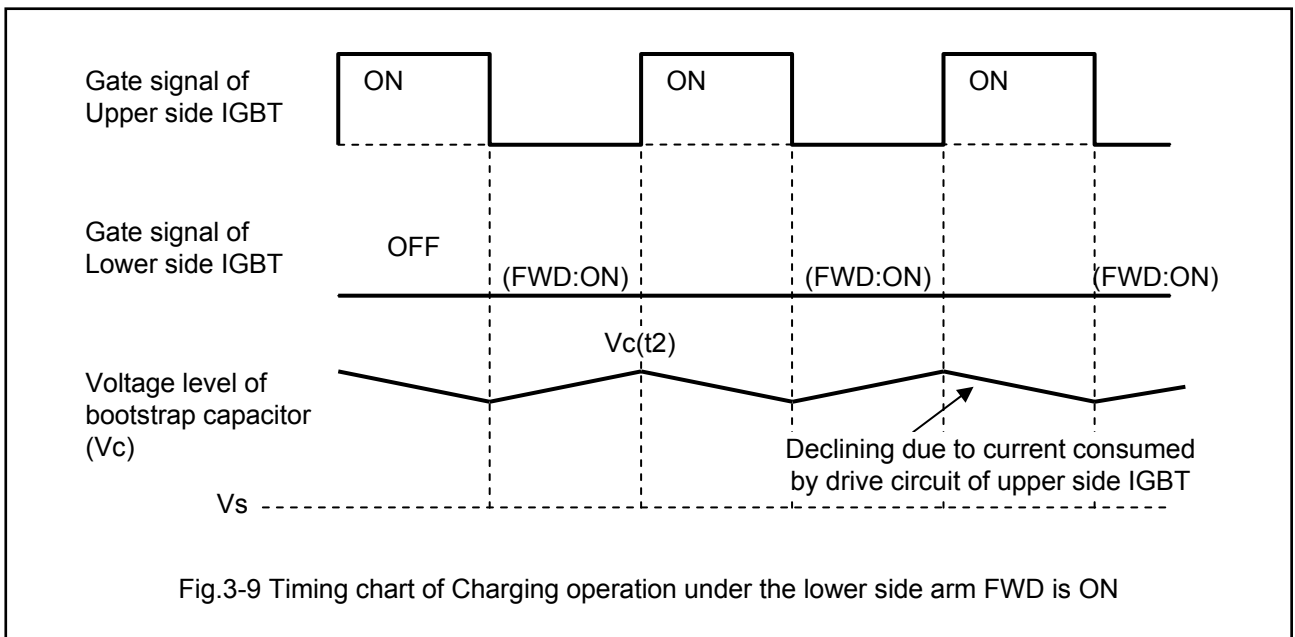 Gate signal of
Upper side IGBT
ON
ON
ON
Gate signal of
Lower side IGBT
OFF
(FWD:ON)
(FWD:ON)
(FWD:ON)
Vc(t2)
Voltage level of
bootstrap capacitor
(Vc)
Declining due to current consumed
by drive circuit of upper side IGBT
Vs
Fig.3-9 Timing chart of Charging operation under the lower side arm FWD is ON